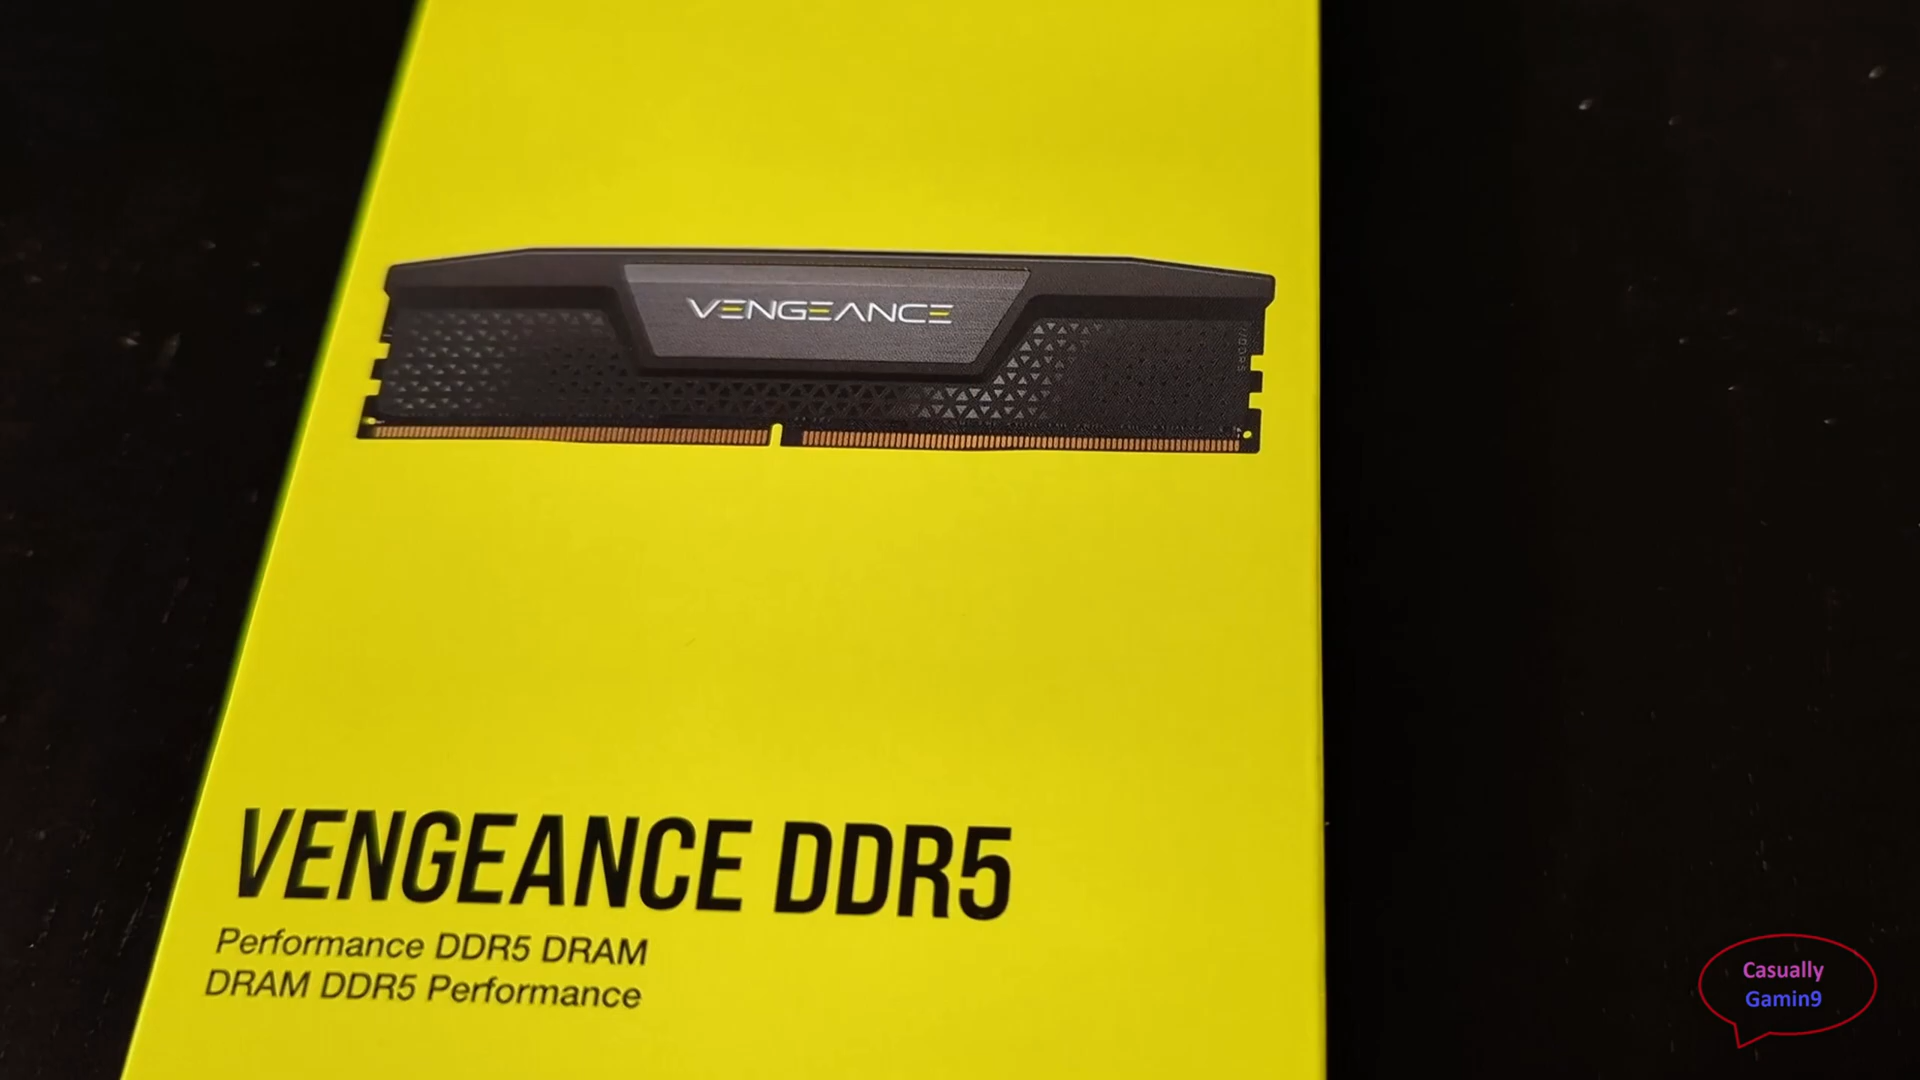 VENGEANCE
VENGEANCE DDR5
Performance DDR5 DRAM
DRAM DDR5 Performance
Casually
Gamin9